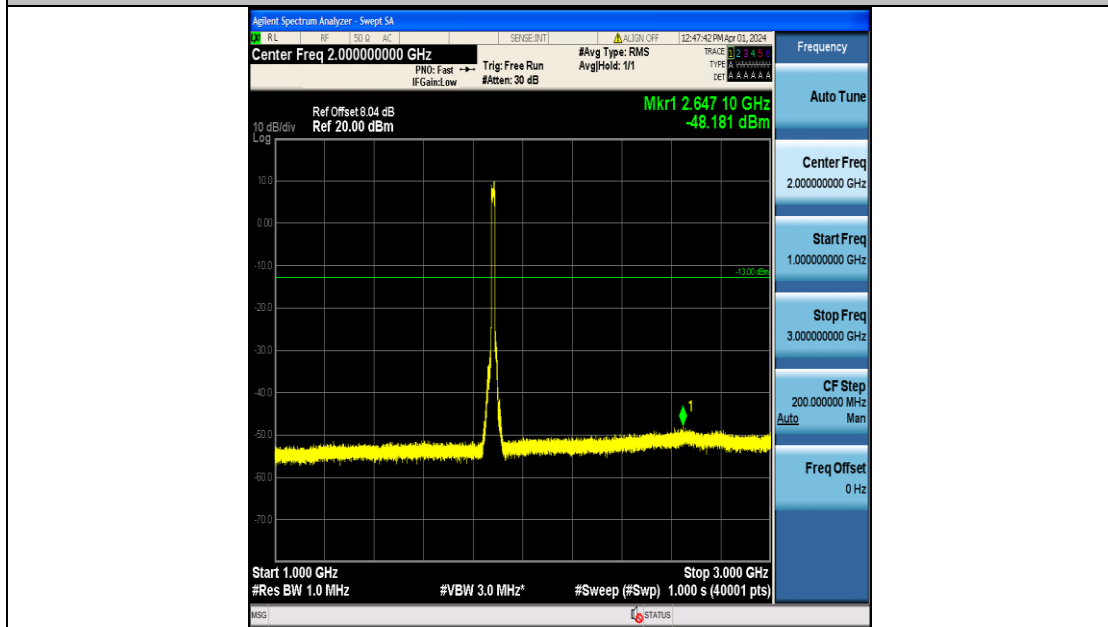 Agilent Spectrum Analyzer - Swept SA
RL RF 50 Ω AC SENSE:INT ALIGN OFF 12:47:42 PM Apr 01, 2024
Center Freq 2.000000000 GHz
PNO: Fast
IFGain:Low
Trig: Free Run
#Atten: 30 dB
#Avg Type: RMS
Avg|Hold: 1/1
TRACE 1 2 3 4 5 6
TYPE A
DET A A A A A A
Mkr1 2.647 10 GHz
-48.181 dBm
Ref Offset 8.04 dB
10 dB/div Ref 20.00 dBm
Log
10.0
0.00
-10.0
-13.00 dBm
-20.0
-30.0
-40.0
1
-50.0
-60.0
-70.0
Start 1.000 GHz Stop 3.000 GHz
#Res BW 1.0 MHz #VBW 3.0 MHz* #Sweep (#Swp) 1.000 s (40001 pts)
MSG STATUS
Frequency
Auto Tune
Center Freq
2.000000000 GHz
Start Freq
1.000000000 GHz
Stop Freq
3.000000000 GHz
CF Step
200.000000 MHz
Auto Man
Freq Offset
0 Hz